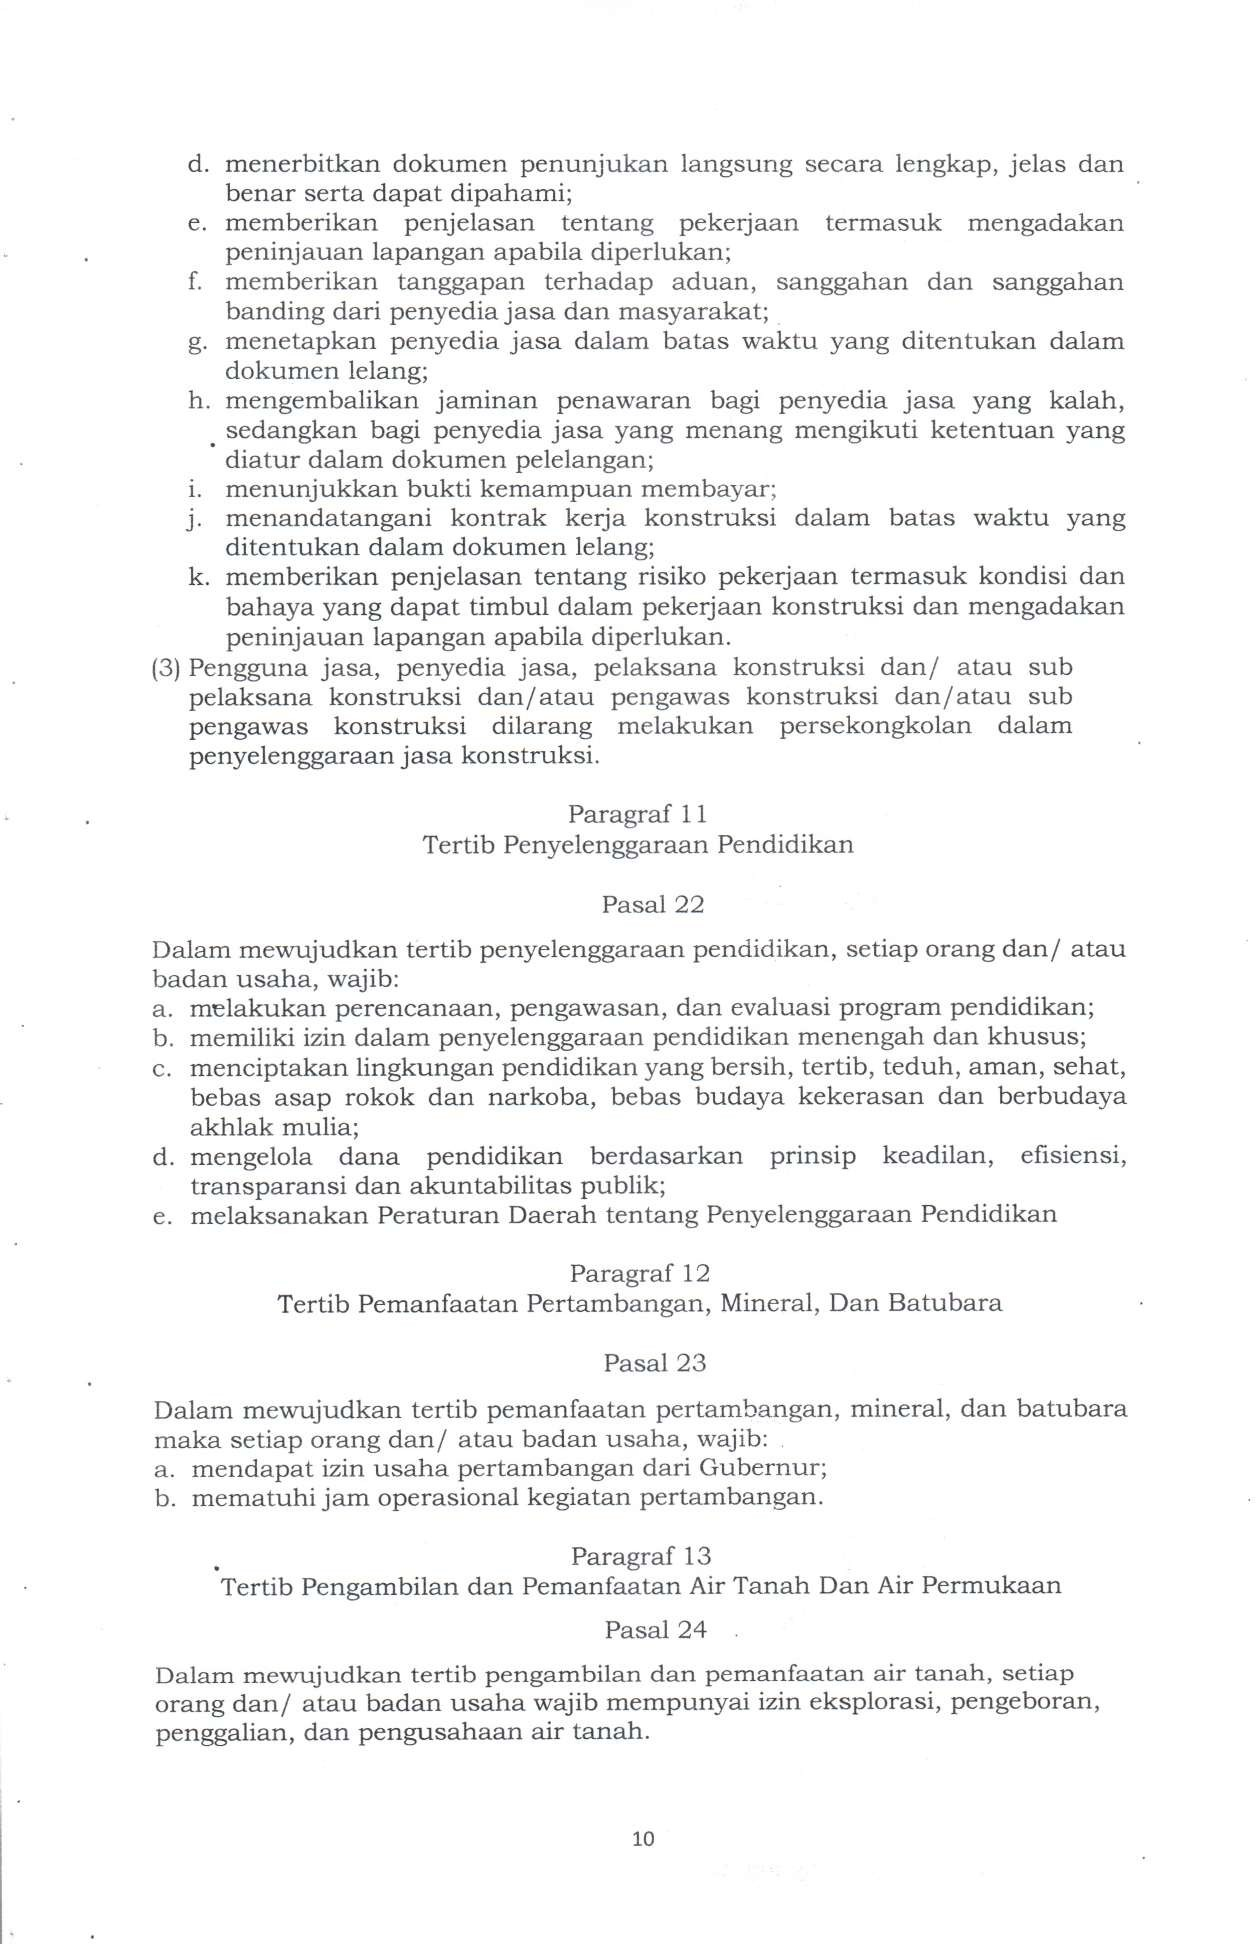 d. menerbitkan dokumen penunjukan langsung secara lengkap, jelas dan
benar serta dapat dipahami;
e. memberikan penjelasan tentang pekerjaan termasuk mengadakan
peninjauan lapangan apabila diperlukan;
f. memberikan tanggapan terhadap aduan, sanggahan dan sanggahan
banding dari penyedia jasa dan masyarakat;
g. menetapkan penyedia jasa dalam batas waktu yang ditentukan dalam
dokumen lelang;
h. mengembalikan jaminan penawaran bagi penyedia jasa yang kalah,
sedangkan bagi penyedia jasa yang menang mengikuti ketentuan yang
diatur dalam dokumen pelelangan;
i. menunjukkan bukti kemampuan membayar;
j. menandatangani kontrak kerja konstruksi dalam batas waktu yang
ditentukan dalam dokumen lelang;
k. memberikan penjelasan tentang risiko pekerjaan termasuk kondisi dan
bahaya yang dapat timbul dalam pekerjaan konstruksi dan mengadakan
peninjauan lapangan apabila diperlukan.
(3) Pengguna jasa, penyedia jasa, pelaksana konstruksi dan/ atau sub
pelaksana konstruksi dan/atau pengawas konstruksi dan/atau sub
pengawas konstruksi dilarang melakukan persekongkolan dalam
penyelenggaraan jasa konstruksi.
Paragraf 11
Tertib Penyelenggaraan Pendidikan
Pasal 22
Dalam mewujudkan tertib penyelenggaraan pendidikan, setiap orang dan/ atau
badan usaha, wajib:
a. melakukan perencanaan, pengawasan, dan evaluasi program pendidikan;
b. memiliki izin dalam penyelenggaraan pendidikan menengah dan khusus;
c. menciptakan lingkungan pendidikan yang bersih, tertib, teduh, aman, sehat,
bebas asap rokok dan narkoba, bebas budaya kekerasan dan berbudaya
akhlak mulia;
d. mengelola dana pendidikan berdasarkan prinsip keadilan, efisiensi,
transparansi dan akuntabilitas publik;
e. melaksanakan Peraturan Daerah tentang Penyelenggaraan Pendidikan
Paragraf 12
Tertib Pemanfaatan Pertambangan, Mineral, Dan Batubara
Pasal 23
Dalam mewujudkan tertib pemanfaatan pertambangan, mineral, dan batubara
maka setiap orang dan/ atau badan usaha, wajib:
a. mendapat izin usaha pertambangan dari Gubernur;
b. mematuhi jam operasional kegiatan pertambangan.
Paragraf 13
Tertib Pengambilan dan Pemanfaatan Air Tanah Dan Air Permukaan
Pasal 24
Dalam mewujudkan tertib pengambilan dan pemanfaatan air tanah, setiap
orang dan/ atau badan usaha wajib mempunyai izin eksplorasi, pengeboran,
penggalian, dan pengusahaan air tanah.
10